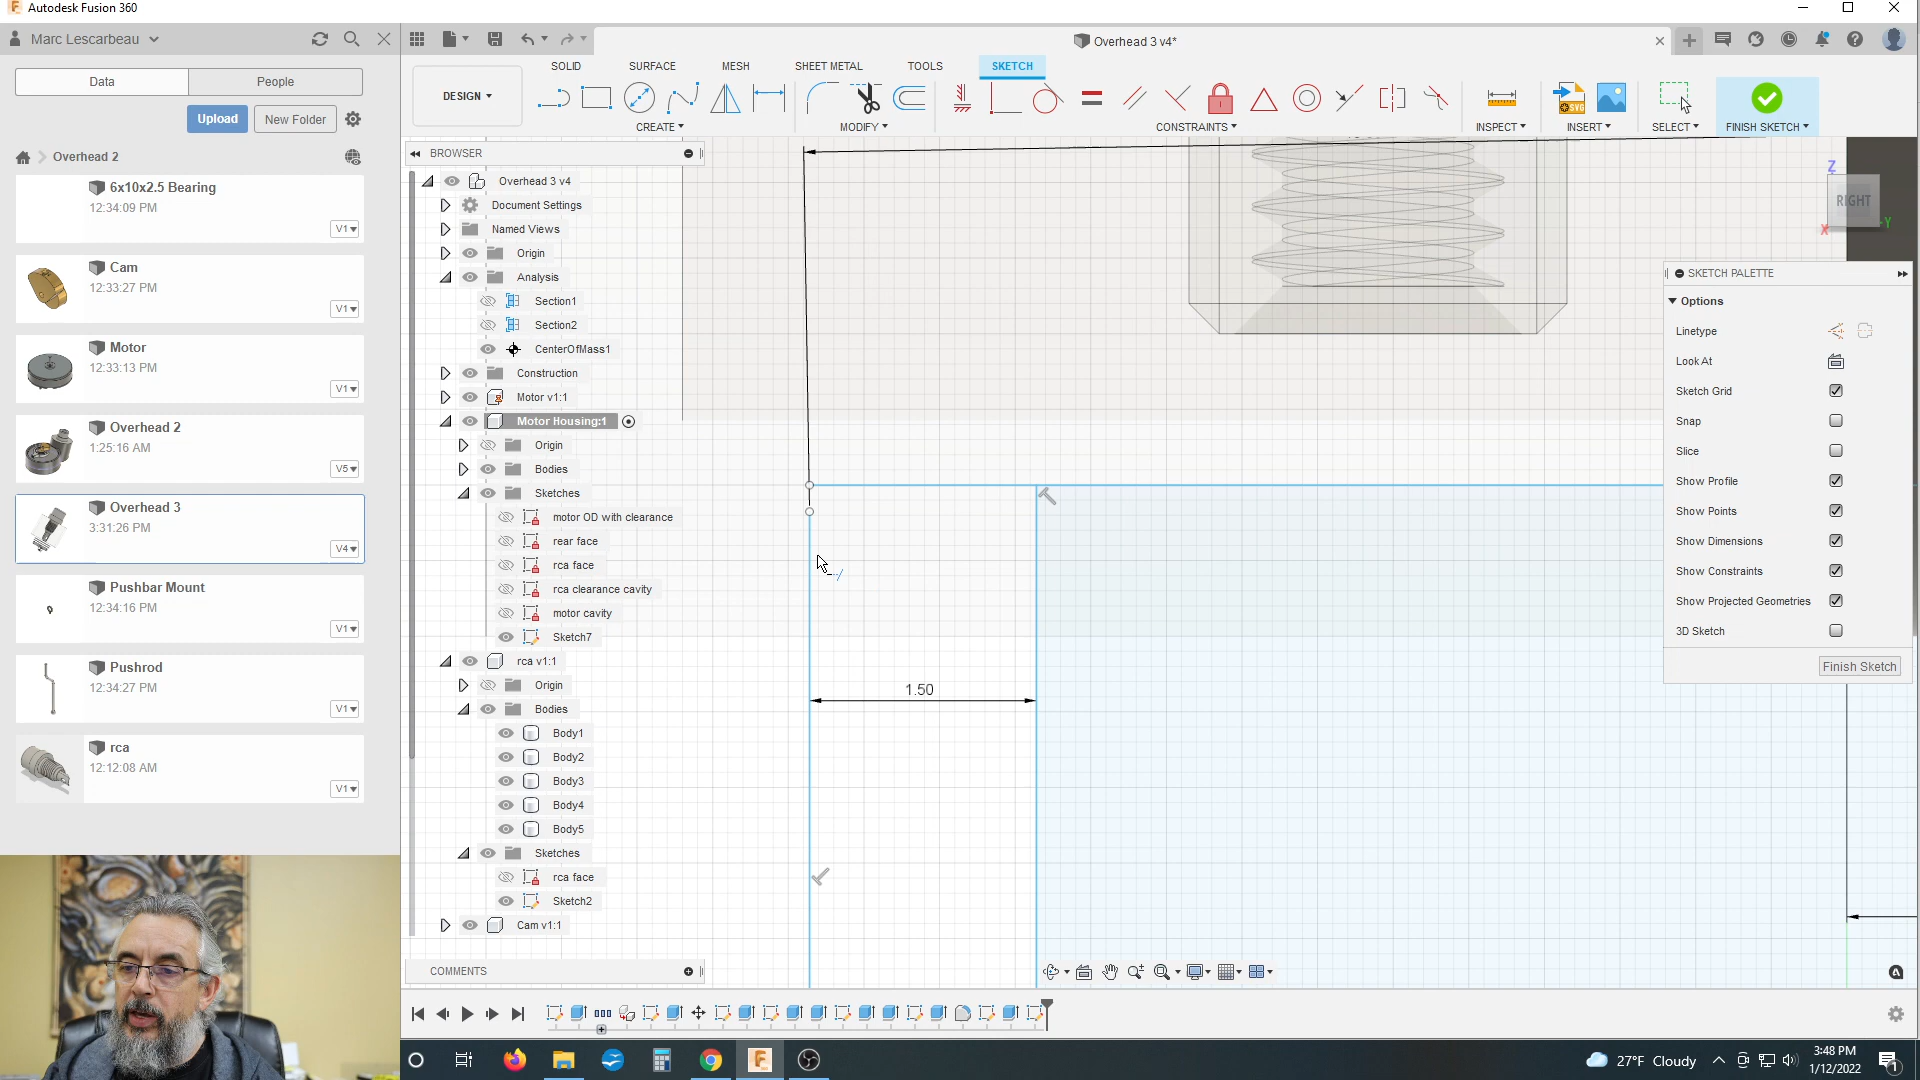 Autodesk Fusion 360
Marc Lescarbeau
Overhead 3 v4*
Data
People
Upload
New Folder
Overhead 2
6x10x2.5 Bearing
12:34:09 PM
V1
Cam
12:33:27 PM
V1
Motor
12:33:13 PM
V1
Overhead 2
1:25:16 AM
V5
Overhead 3
3:31:26 PM
V4
Pushbar Mount
12:34:16 PM
V1
Pushrod
12:34:27 PM
V1
rca
12:12:08 AM
V1
DESIGN
SOLID
SURFACE
MESH
SHEET METAL
TOOLS
SKETCH
CREATE
MODIFY
CONSTRAINTS
INSPECT
INSERT
SVG
SELECT
FINISH SKETCH
BROWSER
Overhead 3 v4
Document Settings
Named Views
Origin
Analysis
Section1
Section2
CenterOfMass1
Construction
Motor v1:1
Motor Housing:1
Origin
Bodies
Sketches
motor OD with clearance
rear face
rca face
rca clearance cavity
motor cavity
Sketch7
rca v1:1
Origin
Bodies
Body1
Body2
Body3
Body4
Body5
Sketches
rca face
Sketch2
Cam v1:1
COMMENTS
1.50
Z
RIGHT
X
Y
SKETCH PALETTE
Options
Linetype
Look At
Sketch Grid
Snap
Slice
Show Profile
Show Points
Show Dimensions
Show Constraints
Show Projected Geometries
3D Sketch
Finish Sketch
27°F Cloudy
3:48 PM
1/12/2022
1